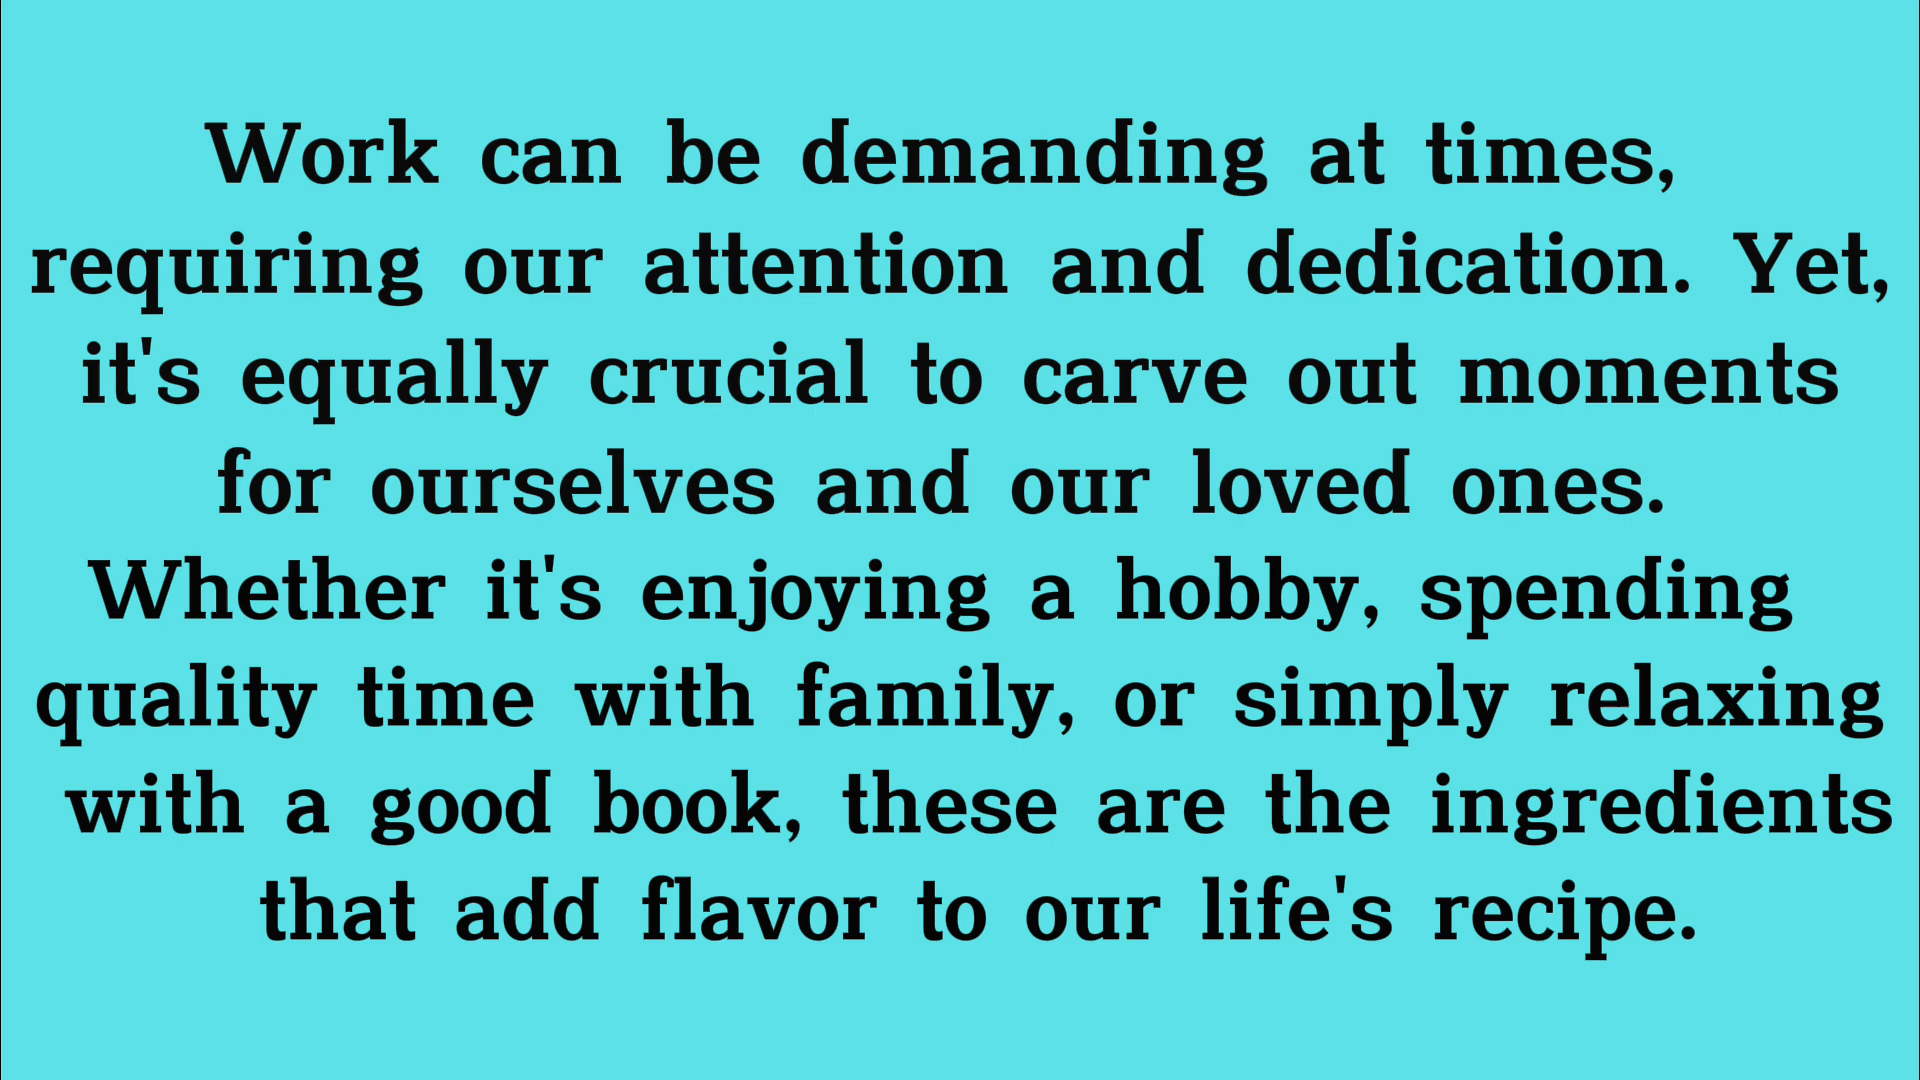 Work can be demanding at times,
requiring our attention and dedication. Yet,
it's equally crucial to carve out moments
for ourselves and our loved ones.
Whether it's enjoying a hobby, spending
quality time with family, or simply relaxing
with a good book, these are the ingredients
that add flavor to our life's recipe.